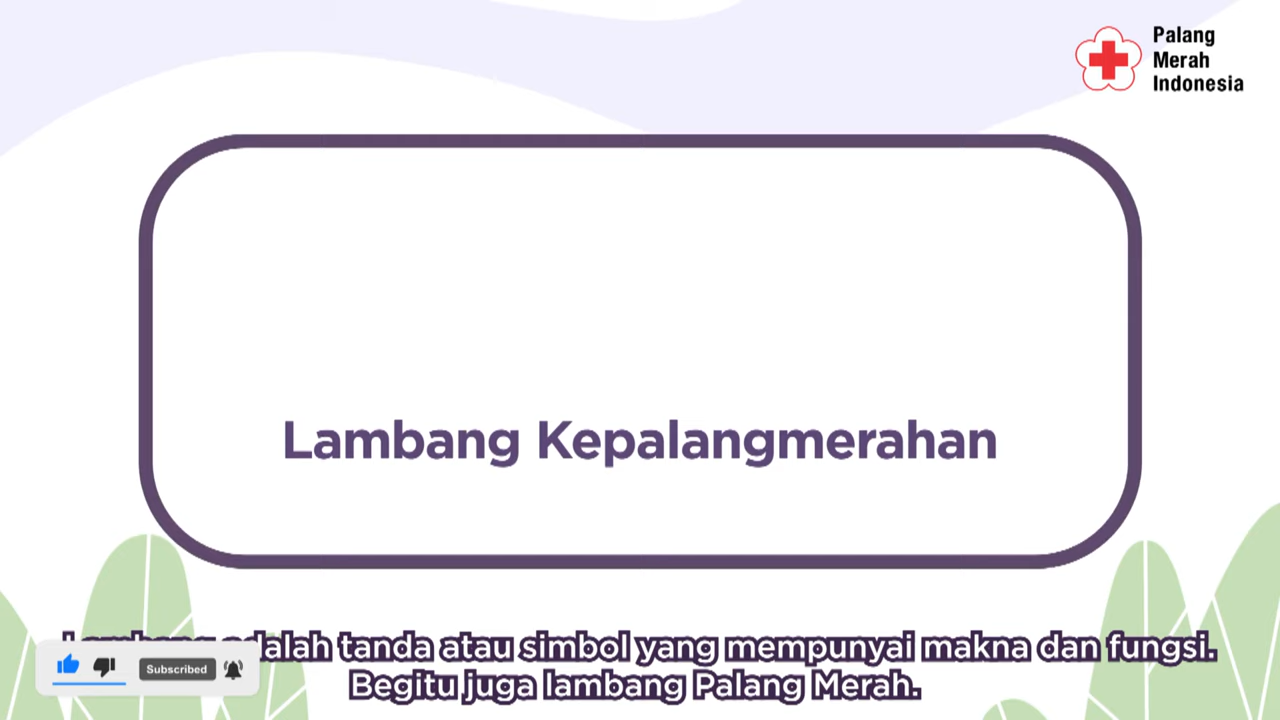 Palang
Merah
Indonesia
Lambang Kepalangmerahan
Lambang adalah tanda atau simbol yang mempunyai makna dan fungsi.
Begitu juga lambang Palang Merah.
Subscribed